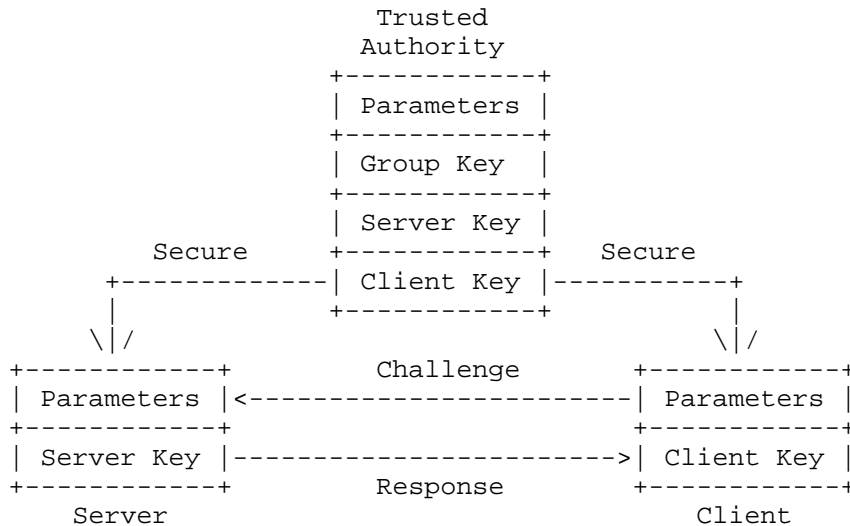 Trusted
                      Authority
                    +------------+
                    | Parameters |
                    +------------+
                    | Group Key  |
                    +------------+
                    | Server Key |
         Secure     +------------+   Secure
      +-------------| Client Key |-----------+
      |             +------------+           |
     \|/                                    \|/
+------------+         Challenge       +------------+
| Parameters |<------------------------| Parameters |
+------------+                         +------------+
| Server Key |------------------------>| Client Key |
+------------+         Response        +------------+
    Server                                 Client